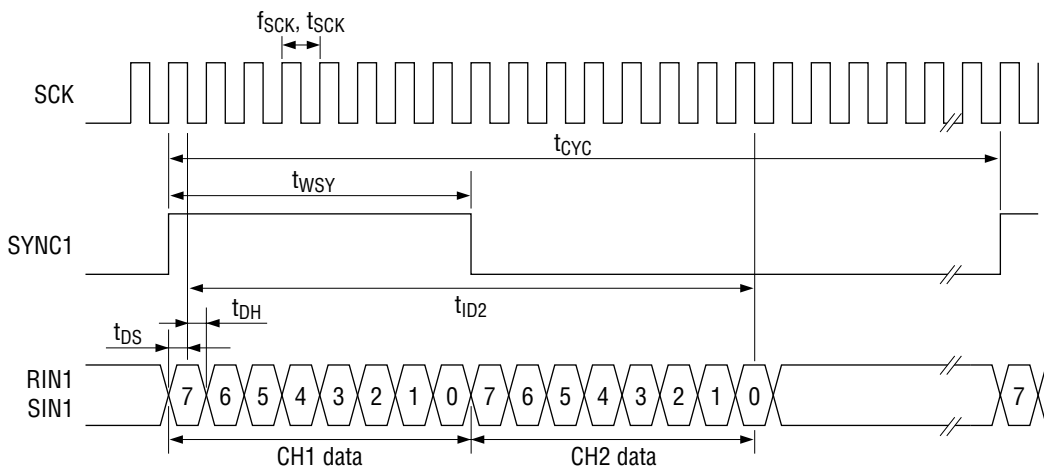 fSCK, tSCK
SCK
tCYC
tWSY
SYNC1
tID2
tDH
tDS
RIN1
SIN1
7 6 5 4 3 2 1 0 7 6 5 4 3 2 1 0 7
CH1 data CH2 data